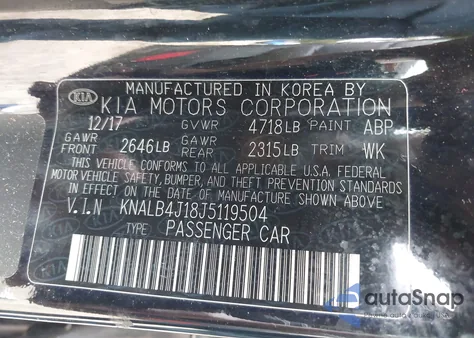 MANUFACTURED IN KOREA BY
KIA KIA MOTORS CORPORATION
12/17 GVWR 4718LB PAINT ABP
GAWR FRONT 2646LB GAWR REAR 2315LB TRIM WK
THIS VEHICLE CONFORMS TO ALL APPLICABLE U.S.A. FEDERAL
MOTOR VEHICLE SAFETY, BUMPER, AND THEFT PREVENTION STANDARDS
IN EFFECT ON THE DATE OF MANUFACTURE SHOWN ABOVE.
V.I.N KNALB4J18J5119504
TYPE: PASSENGER CAR
autoSnap